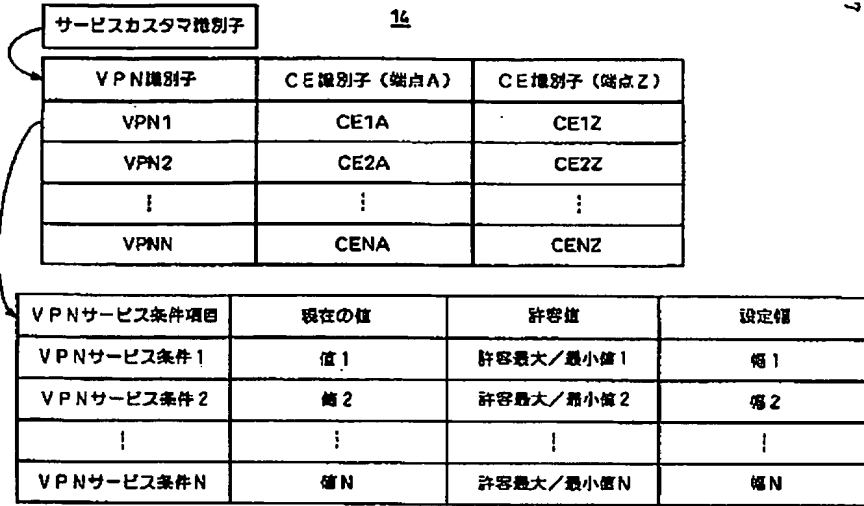 サービスカスタマ識別子
14
7
VPN識別子 CE識別子(端点A) CE識別子(端点Z)
VPN1 CE1A CE1Z
VPN2 CE2A CE2Z
⋮ ⋮ ⋮
VPNN CENA CENZ
VPNサービス条件項目 現在の値 許容値 設定幅
VPNサービス条件1 値1 許容最大/最小値1 幅1
VPNサービス条件2 値2 許容最大/最小値2 幅2
⋮ ⋮ ⋮ ⋮
VPNサービス条件N 値N 許容最大/最小値N 幅N